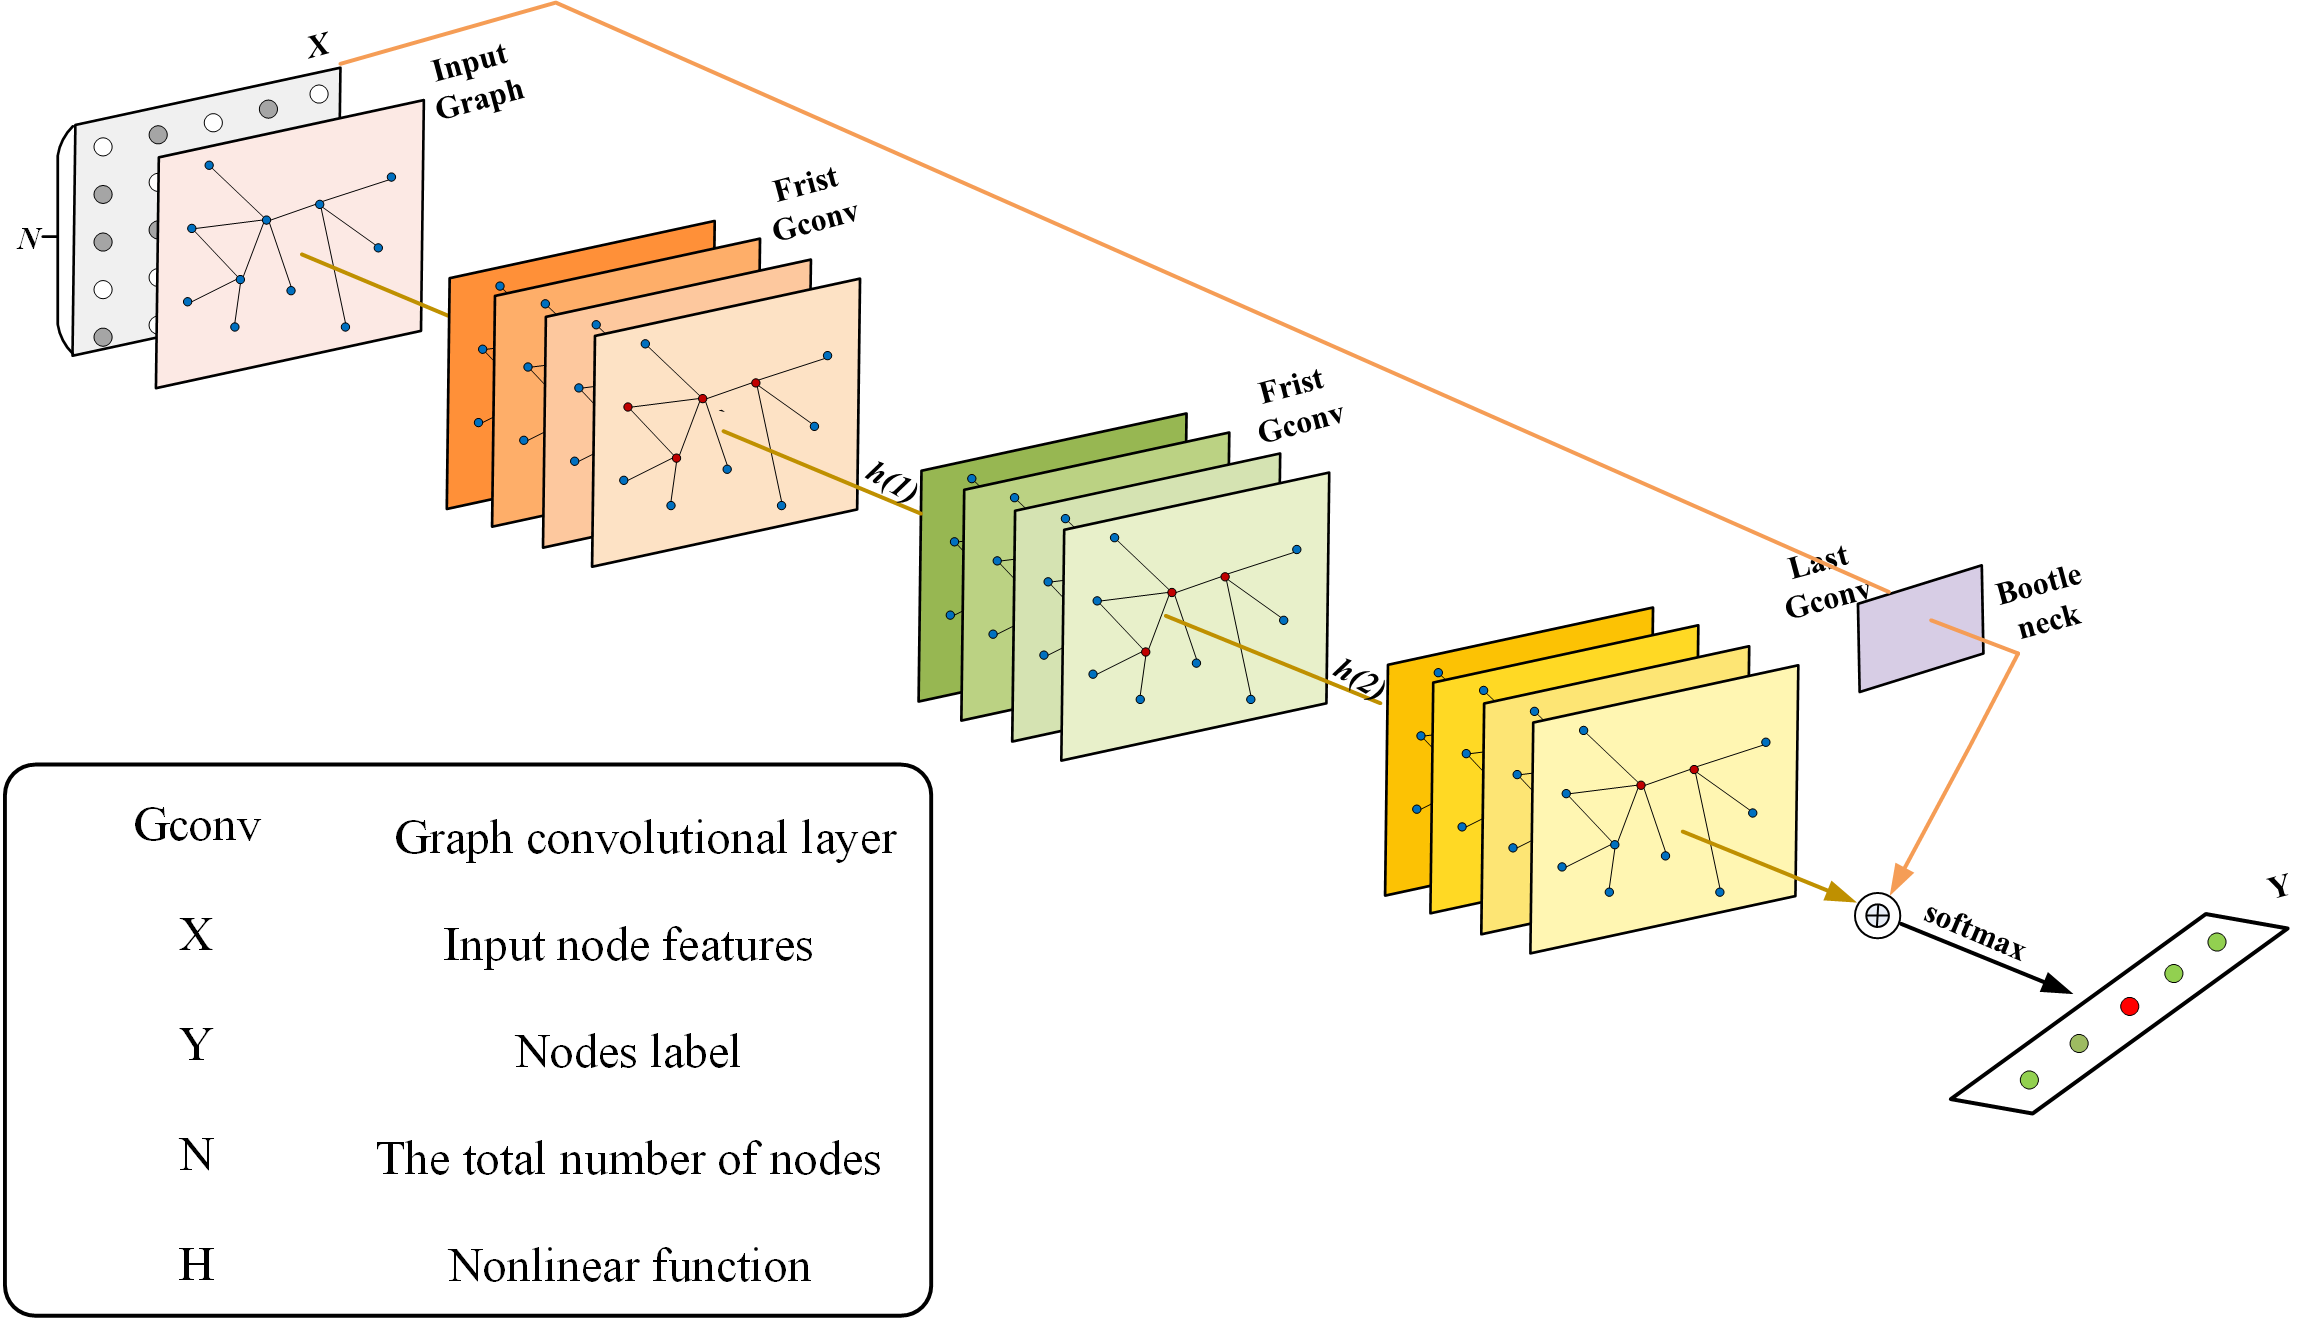 X
Input
Graph
N
Frist
Gconv
h(1)
Frist
Gconv
h(2)
Last
Gconv
Bootle
neck
softmax
Y
Gconv Graph convolutional layer
X Input node features
Y Nodes label
N The total number of nodes
H Nonlinear function